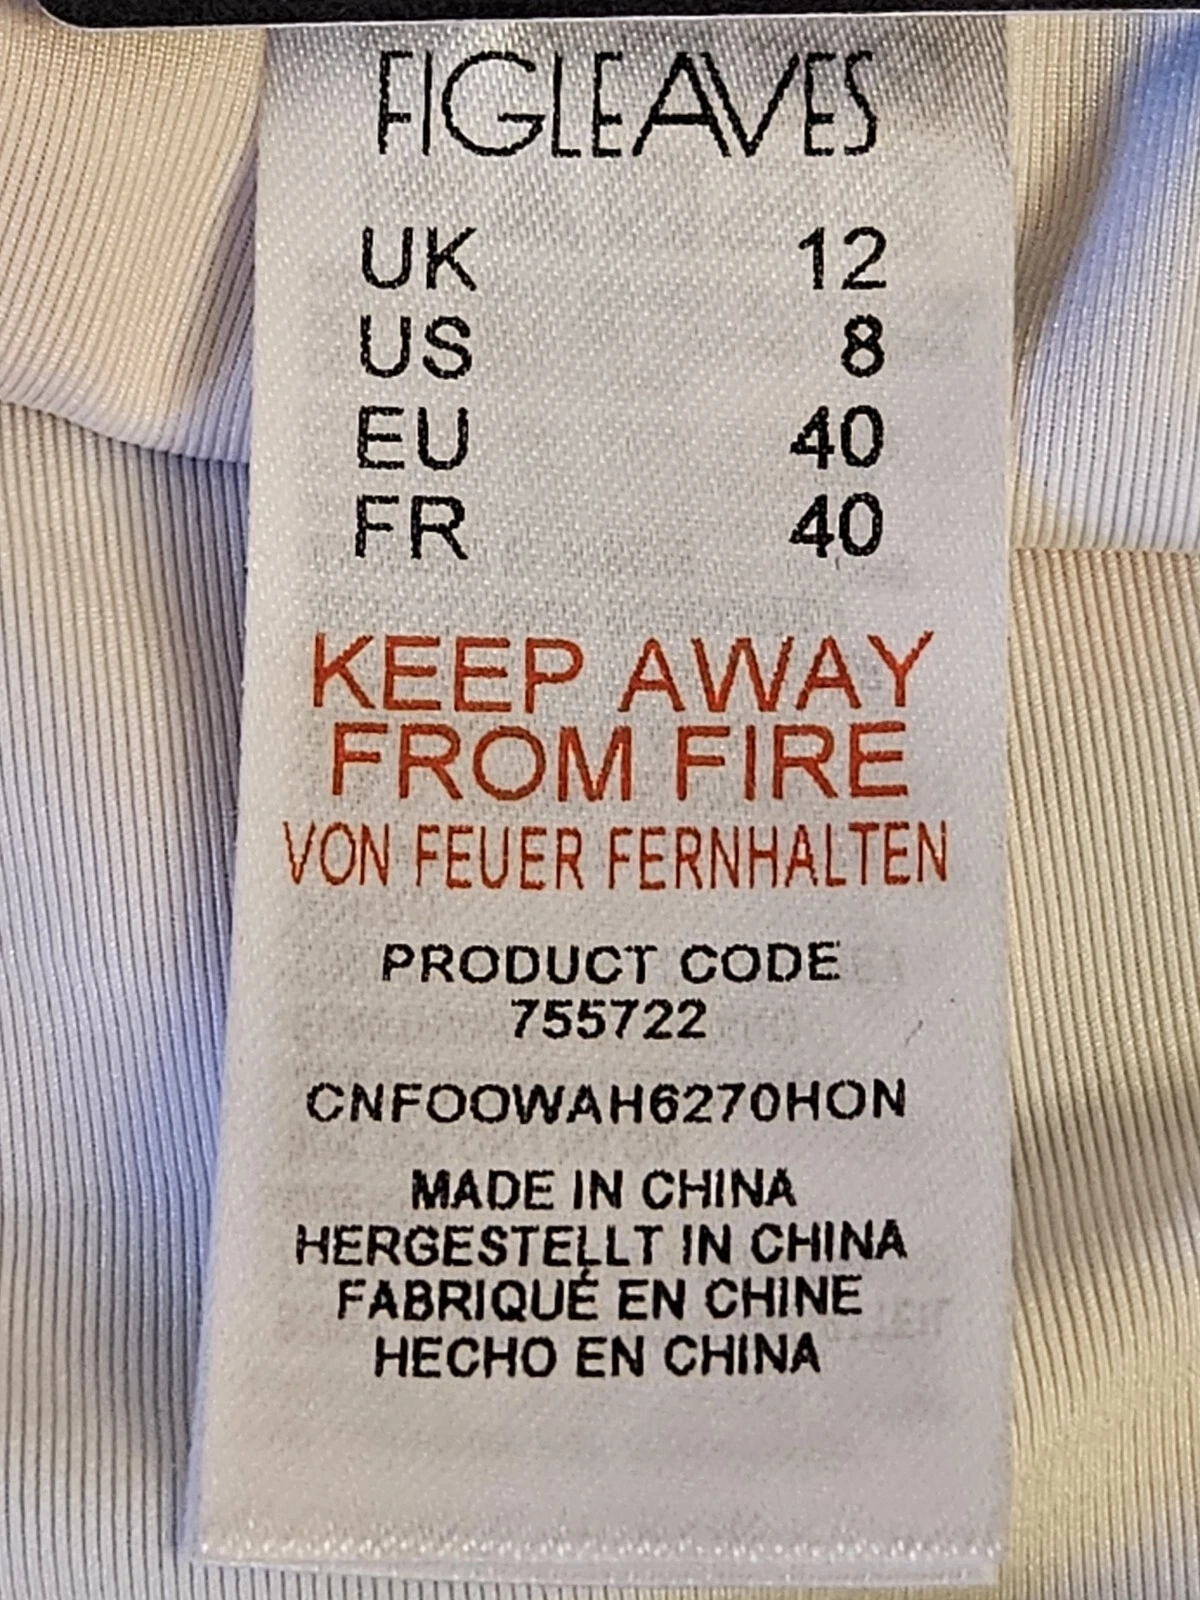 FIGLEAVES
UK 12
US 8
EU 40
FR 40
KEEP AWAY
FROM FIRE
VON FEUER FERNHALTEN
PRODUCT CODE
755722
CNFOOWAH6270HON
MADE IN CHINA
HERGESTELLT IN CHINA
FABRIQUÉ EN CHINE
HECHO EN CHINA